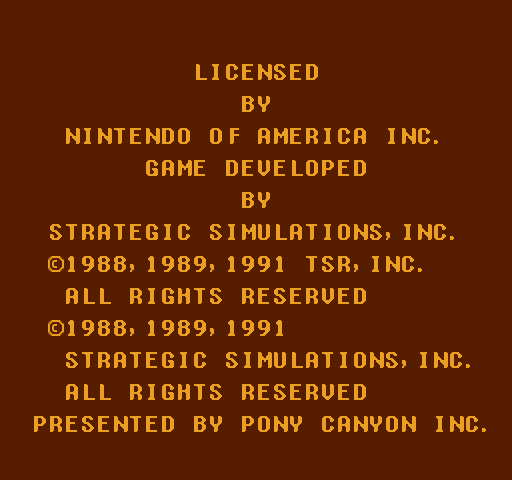 LICENSED
BY
NINTENDO OF AMERICA INC.
GAME DEVELOPED
BY
STRATEGIC SIMULATIONS, INC.
©1988, 1989, 1991 TSR, INC.
ALL RIGHTS RESERVED
©1988, 1989, 1991
STRATEGIC SIMULATIONS, INC.
ALL RIGHTS RESERVED
PRESENTED BY PONY CANYON INC.